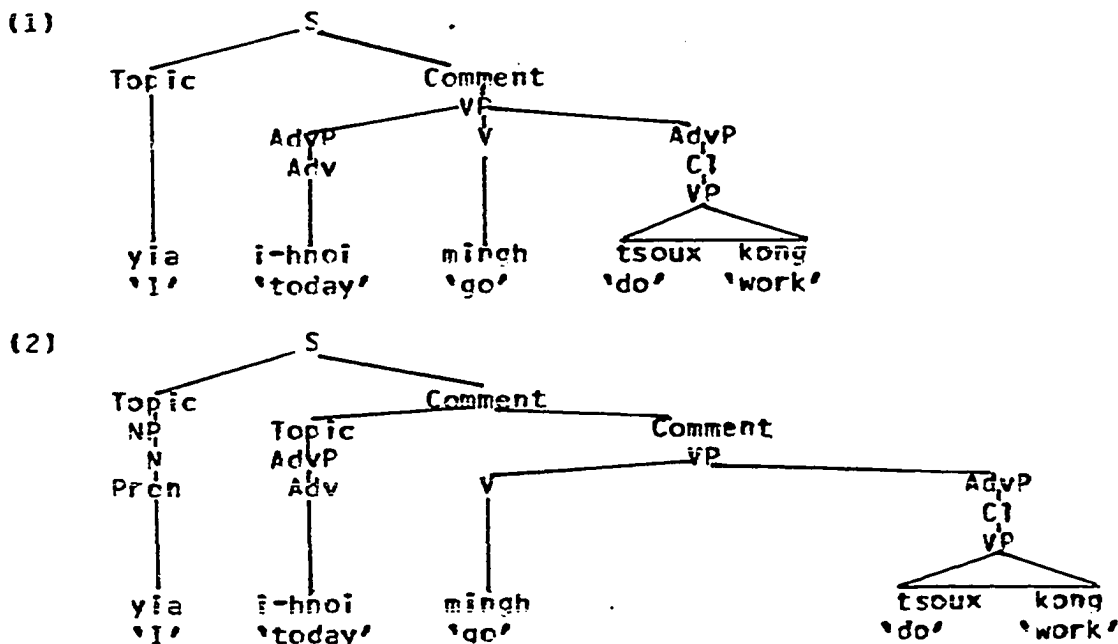 (1)
S
Topic Comment
VP
AdvP V AdvP
Adv Cl
VP
yia i-hnoi mingh tsoux kong
'I' 'today' 'go' 'do' 'work'
(2)
S
Topic Comment
NP Topic Comment
N AdvP VP
Pron Adv V AdvP
Cl
VP
yia i-hnoi mingh tsoux kong
'I' 'today' 'go' 'do' 'work'